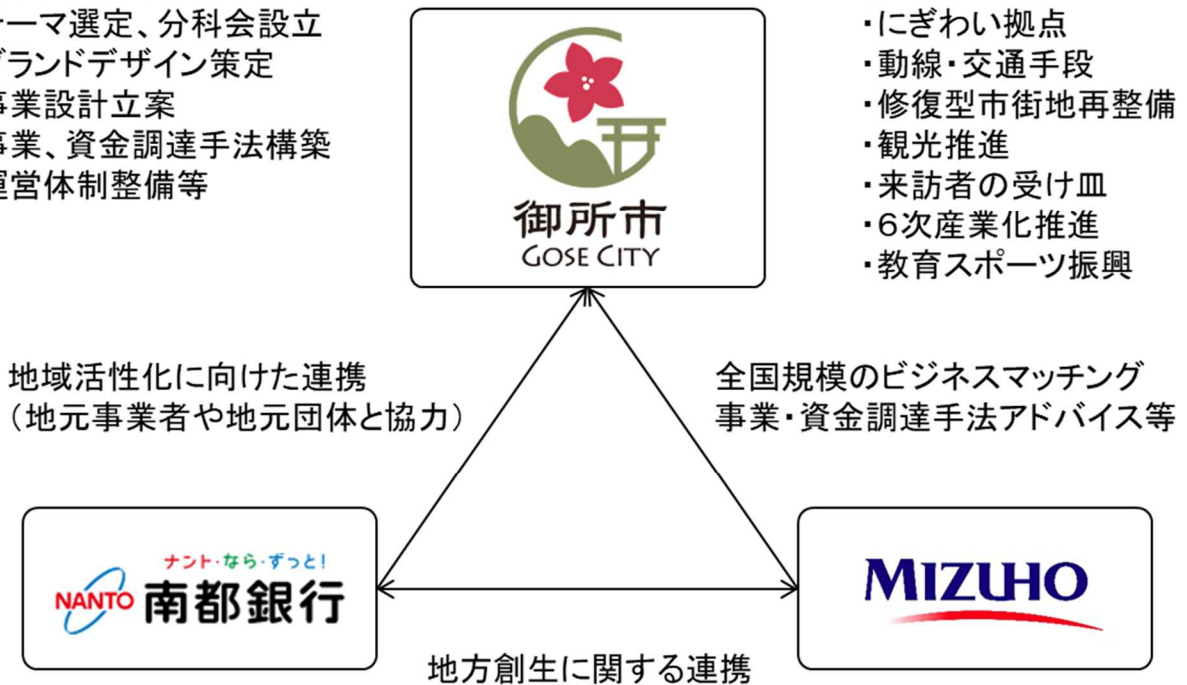 ーマ選定、分科会設立
グランドデザイン策定
事業設計立案
事業、資金調達手法構築
運営体制整備等
御所市
GOSE CITY
・にぎわい拠点
・動線・交通手段
・修復型市街地再整備
・観光推進
・来訪者の受け皿
・6次産業化推進
・教育スポーツ振興
地域活性化に向けた連携
(地元事業者や地元団体と協力)
全国規模のビジネスマッチング
事業・資金調達手法アドバイス等
ナント・なら・ずっと!
NANTO 南都銀行
MIZUHO
地方創生に関する連携